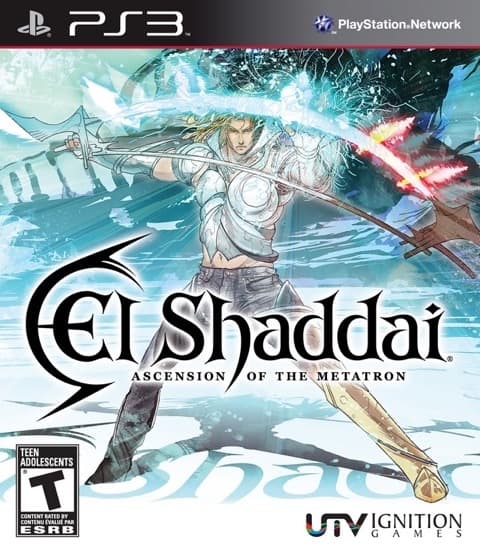 PS3
PlayStation®Network
El Shaddai®
ASCENSION OF THE METATRON
TEEN
ADOLESCENTS
T
CONTENT RATED BY
CONTENU ÉVALUÉ PAR
ESRB
UTV IGNITION
GAMES
Shaddai